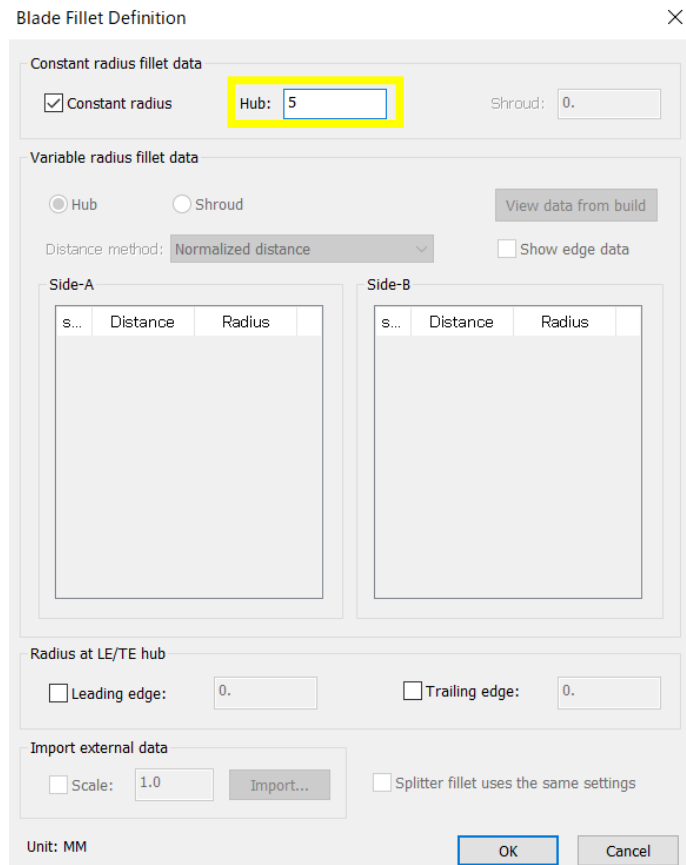 Blade Fillet Definition
Constant radius fillet data
Constant radius Hub: 5 Shroud: 0.
Variable radius fillet data
Hub Shroud View data from build
Distance method: Normalized distance Show edge data
Side-A Side-B
s... Distance Radius s... Distance Radius
Radius at LE/TE hub
Leading edge: 0. Trailing edge: 0.
Import external data
Scale: 1.0 Import... Splitter fillet uses the same settings
Unit: MM OK Cancel